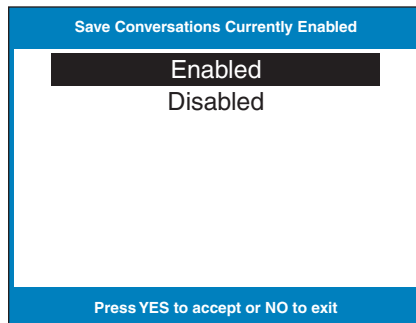 Save Conversations Currently Enabled
Enabled
Disabled
Press YES to accept or NO to exit